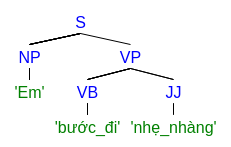 S
NP VP
'Em' VB JJ
'bước_đi' 'nhẹ_nhàng'